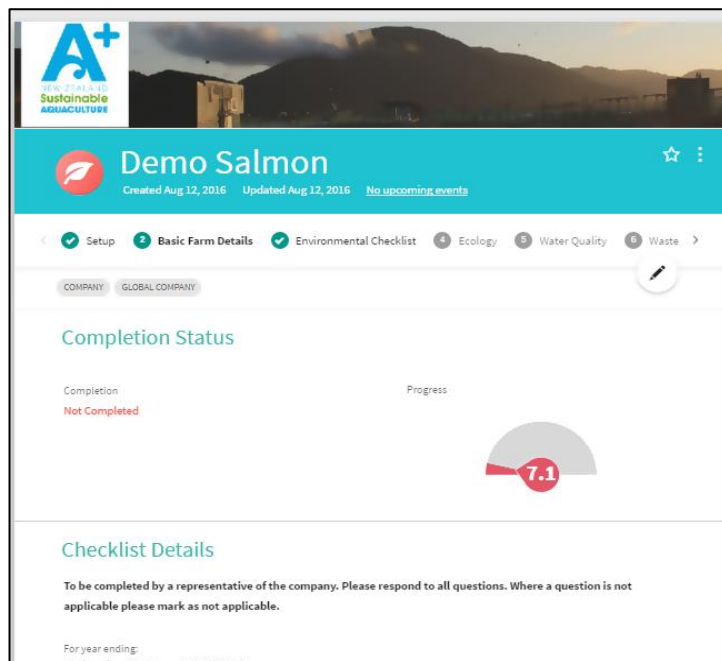 A+
NEW ZEALAND
Sustainable
AQUACULTURE
Demo Salmon
Created Aug 12, 2016 Updated Aug 12, 2016 No upcoming events
Setup 2 Basic Farm Details Environmental Checklist 4 Ecology 5 Water Quality 6 Waste
COMPANY GLOBAL COMPANY
Completion Status
Completion Progress
Not Completed
7.1
Checklist Details
To be completed by a representative of the company. Please respond to all questions. Where a question is not
applicable please mark as not applicable.
For year ending: